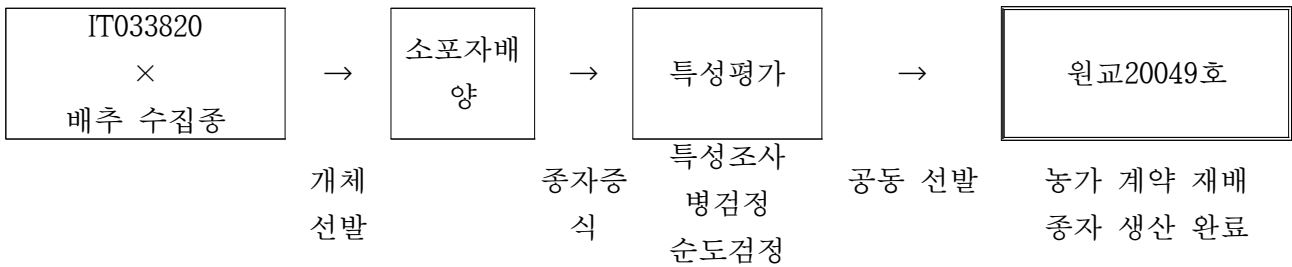 IT033820
×
배추 수집종
→
소포자배
양
→
특성평가
→
원교20049호
개체
선발
종자증
식
특성조사
병검정
순도검정
공동 선발
농가 계약 재배
종자 생산 완료